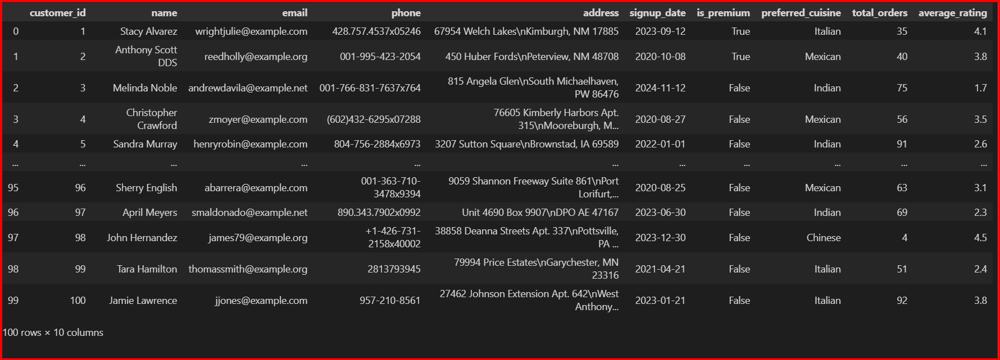 customer_id name email phone address signup_date is_premium preferred_cuisine total_orders average_rating
0 1 Stacy Alvarez wrightjulie@example.com 428.757.4537x05246 67954 Welch Lakes\nKimburgh, NM 17885 2023-09-12 True Italian 35 4.1
1 2 Anthony Scott DDS reedholly@example.org 001-995-423-2054 450 Huber Fords\nPeterview, NM 48708 2020-10-08 True Mexican 40 3.8
2 3 Melinda Noble andrewdavila@example.net 001-766-831-7637x764 815 Angela Glen\nSouth Michaelhaven, PW 86476 2024-11-12 False Indian 75 1.7
3 4 Christopher Crawford zmoyer@example.com (602)432-6295x07288 76605 Kimberly Harbors Apt. 315\nMooreburgh, M... 2020-08-27 False Mexican 56 3.5
4 5 Sandra Murray henryrobin@example.com 804-756-2884x6973 3207 Sutton Square\nBrownstad, IA 69589 2022-01-01 False Indian 91 2.6
... ... ... ... ... ... ... ... ... ... ...
95 96 Sherry English abarrera@example.com 001-363-710-3478x9394 9059 Shannon Freeway Suite 861\nPort Lorifurt,... 2020-08-25 False Mexican 63 3.1
96 97 April Meyers smaldonado@example.net 890.343.7902x0992 Unit 4690 Box 9907\nDPO AE 47167 2023-06-30 False Indian 69 2.3
97 98 John Hernandez james79@example.org +1-426-731-2158x40002 38858 Deanna Streets Apt. 337\nPottsville, PA ... 2023-12-30 False Chinese 4 4.5
98 99 Tara Hamilton thomassmith@example.org 2813793945 79994 Price Estates\nGarychester, MN 23316 2021-04-21 False Italian 51 2.4
99 100 Jamie Lawrence jjones@example.com 957-210-8561 27462 Johnson Extension Apt. 642\nWest Anthony... 2023-01-21 False Italian 92 3.8
100 rows × 10 columns